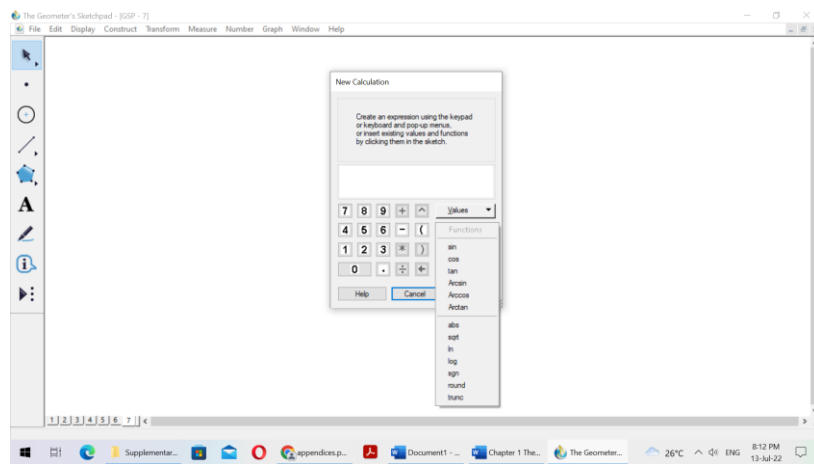 The Geometer's Sketchpad - [GSP - 7]
File Edit Display Construct Transform Measure Number Graph Window Help
New Calculation
Create an expression using the keypad
or keyboard and pop-up menus,
or insert existing values and functions
by clicking them in the sketch.
7 8 9 + ^ Values
4 5 6 - ( Functions
1 2 3 * ) sin
cos
0 . ÷ ← tan
Arcsin
Help Cancel Arccos
Arctan
abs
sqrt
ln
log
sgn
round
trunc
A
1 2 3 4 5 6 7
Supplementar... appendices.p... Document1 - ... Chapter 1 The... The Geometer... 26°C ENG 8:12 PM
13-Jul-22